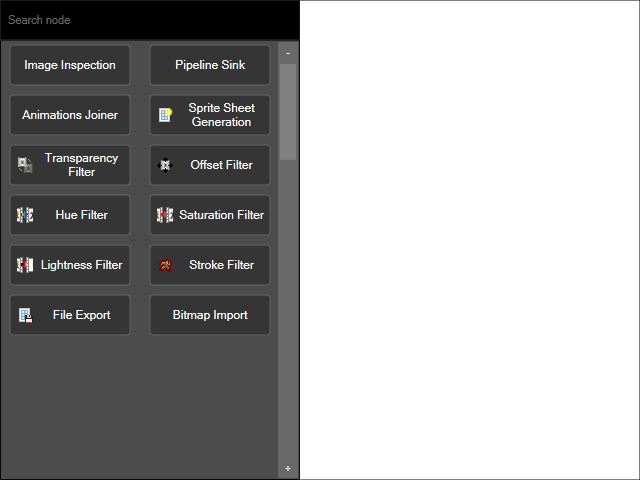 Search node
-
Image Inspection
Pipeline Sink
Animations Joiner
Sprite Sheet
Generation
Transparency
Filter
Offset Filter
Hue Filter
Saturation Filter
Lightness Filter
Stroke Filter
File Export
Bitmap Import
+